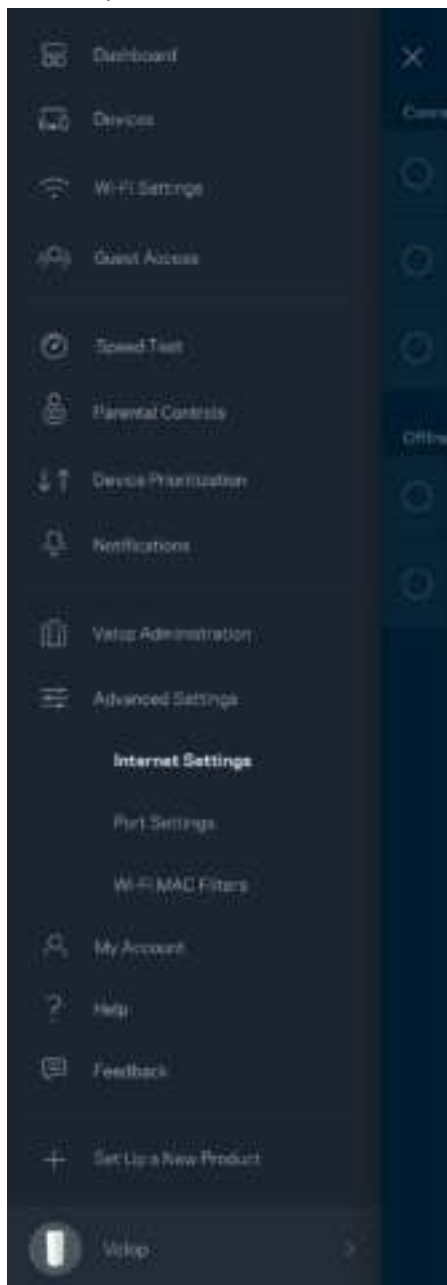 Dashboard
Devices
Wi-Fi Settings
Guest Access
Speed Test
Parental Controls
Device Prioritization
Notifications
Velop Administration
Advanced Settings
Internet Settings
Port Settings
Wi-Fi MAC Filters
My Account
Help
Feedback
Set Up a New Product
Velop
Offline